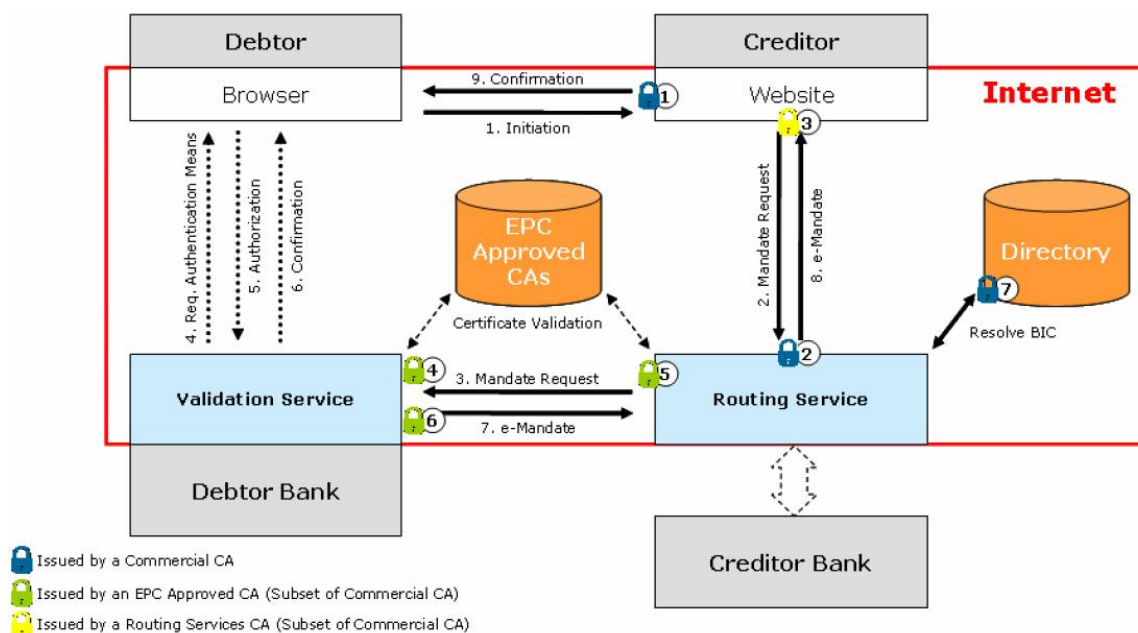 Debtor
Creditor
Browser
9. Confirmation
1
Website
Internet
1. Initiation
3
4. Req. Authentication Means
5. Authorization
6. Confirmation
EPC
Approved
CAs
2. Mandate Request
8. e-Mandate
Directory
7
Certificate Validation
Resolve BIC
2
4
5
3. Mandate Request
Validation Service
Routing Service
6
7. e-Mandate
Debtor Bank
Creditor Bank
Issued by a Commercial CA
Issued by an EPC Approved CA (Subset of Commercial CA)
Issued by a Routing Services CA (Subset of Commercial CA)